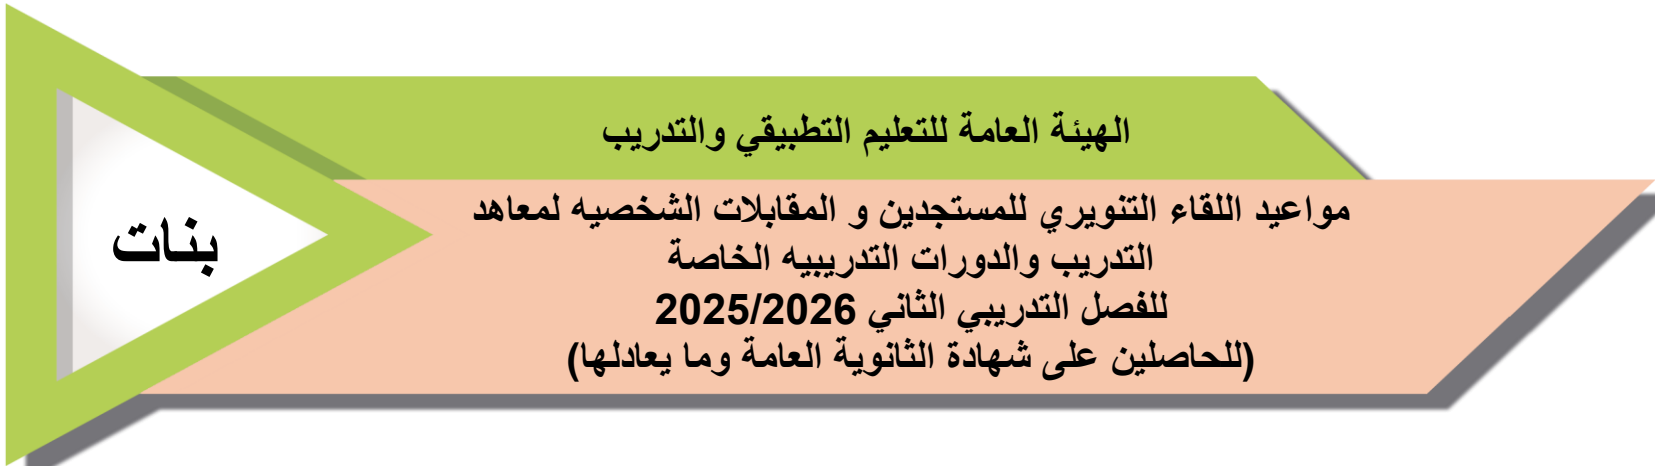 الهيئة العامة للتعليم التطبيقي والتدريب
مواعيد اللقاء التنويري للمستجدين و المقابلات الشخصيه لمعاهد
التدريب والدورات التدريبيه الخاصة
للفصل التدريبي الثاني 2025/2026
(للحاصلين على شهادة الثانوية العامة وما يعادلها)
بنات